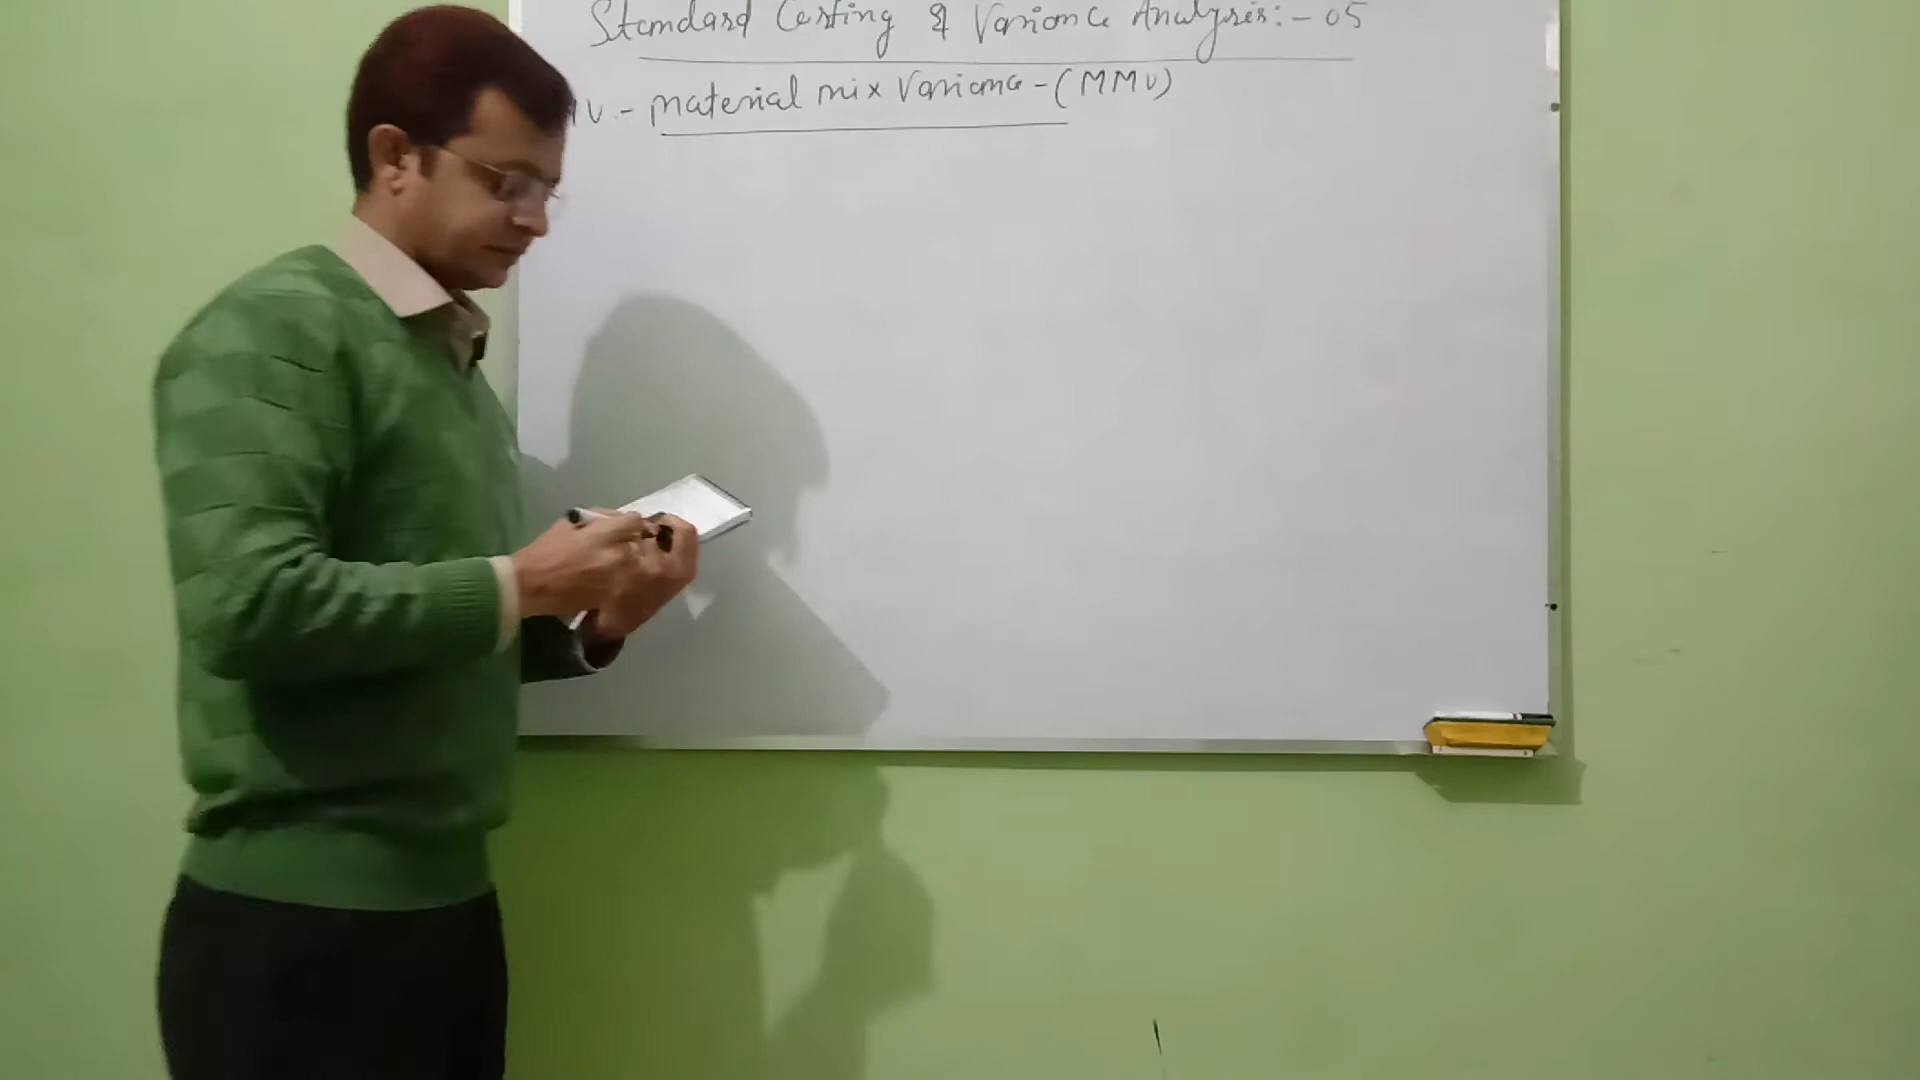 Standard Costing & Variance Analysis:- 05
V.- Material mix Variance - (MMV)